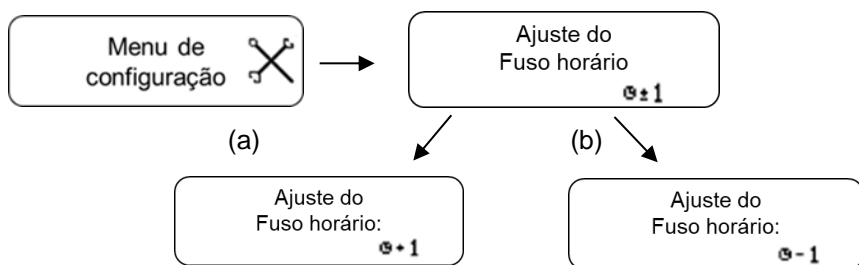 Menu de
configuração
Ajuste do
Fuso horário
±1
(a)
(b)
Ajuste do
Fuso horário:
+1
Ajuste do
Fuso horário:
-1